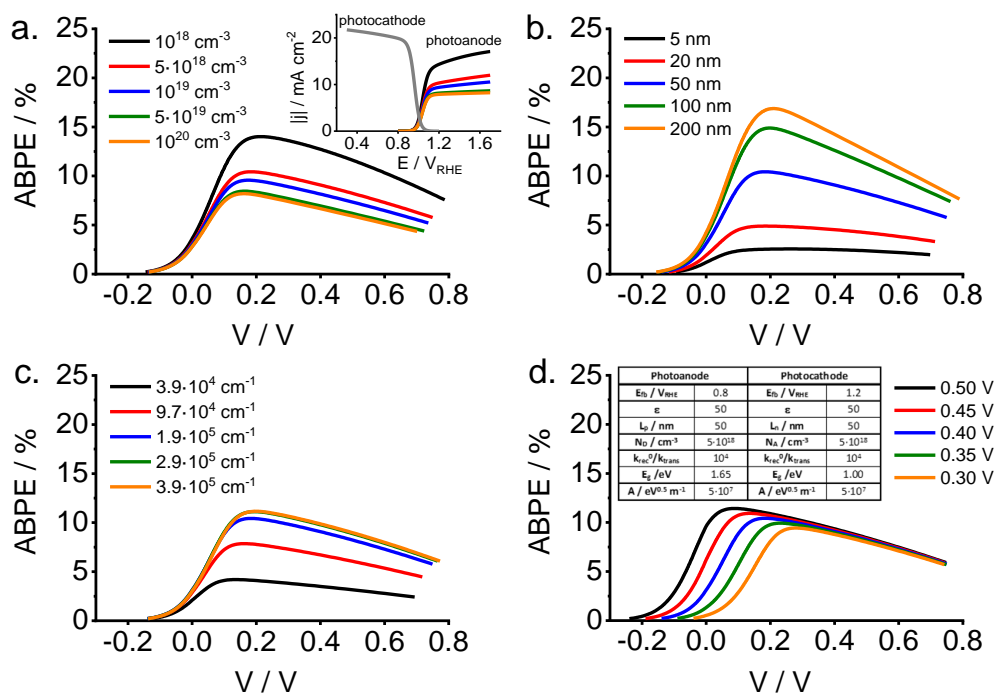 a.
25
20
15
10
5
0
ABPE / %
10¹⁸ cm⁻³
5·10¹⁸ cm⁻³
10¹⁹ cm⁻³
5·10¹⁹ cm⁻³
10²⁰ cm⁻³
photocathode
photoanode
20
10
0
|j| / mA cm⁻²
0.4 0.8 1.2 1.6
E / V_RHE
-0.2 0.0 0.2 0.4 0.6 0.8
V / V
b.
25
20
15
10
5
0
ABPE / %
5 nm
20 nm
50 nm
100 nm
200 nm
-0.2 0.0 0.2 0.4 0.6 0.8
V / V
c.
25
20
15
10
5
0
ABPE / %
3.9·10⁴ cm⁻¹
9.7·10⁴ cm⁻¹
1.9·10⁵ cm⁻¹
2.9·10⁵ cm⁻¹
3.9·10⁵ cm⁻¹
-0.2 0.0 0.2 0.4 0.6 0.8
V / V
d.
25
20
15
10
5
0
ABPE / %
Photoanode Photocathode
E_fb / V_RHE 0.8 E_fb / V_RHE 1.2
ε 50 ε 50
L_p / nm 50 L_n / nm 50
N_D / cm⁻³ 5·10¹⁸ N_A / cm⁻³ 5·10¹⁸
k_rec⁰/k_trans 10⁴ k_rec⁰/k_trans 10⁴
E_g /eV 1.65 E_g /eV 1.00
A / eV⁰·⁵ m⁻¹ 5·10⁷ A / eV⁰·⁵ m⁻¹ 5·10⁷
0.50 V
0.45 V
0.40 V
0.35 V
0.30 V
-0.2 0.0 0.2 0.4 0.6 0.8
V / V